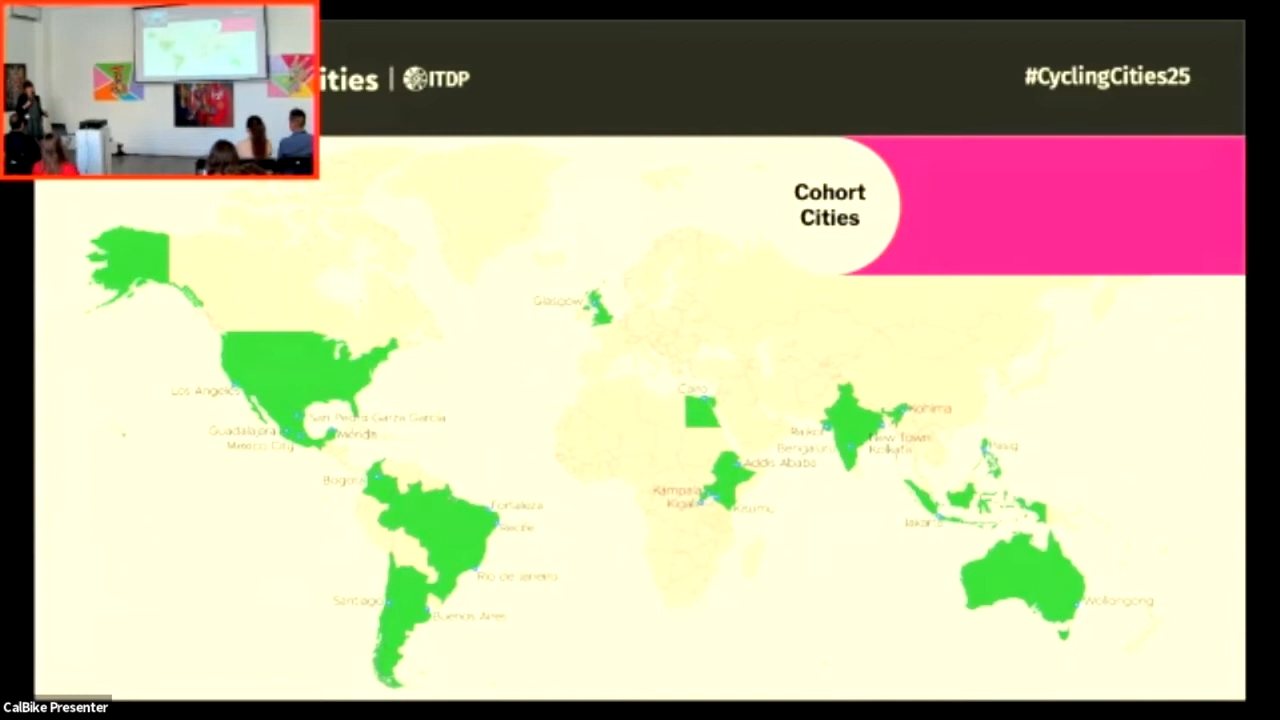 ities | ITDP
#CyclingCities25
Cohort
Cities
Glasgow
Los Angeles
San Pedro Garza Garcia
Guadalajara
Mérida
Mexico City
Cairo
Kohima
New Town
Kolkata
Bengaluru
Pasig
Addis Ababa
Bogota
Kampala
Kigali
Kisumu
Fortaleza
Recife
Jakarta
Rio de Janeiro
Santiago
Buenos Aires
Wollongong
CalBike Presenter